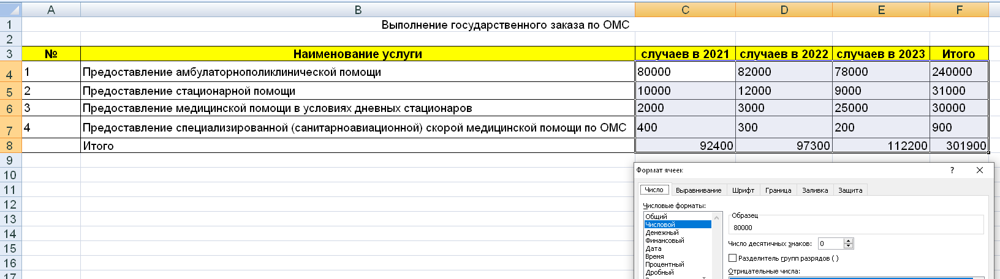 A B C D E F
1 Выполнение государственного заказа по ОМС
2
3 № Наименование услуги случаев в 2021 случаев в 2022 случаев в 2023 Итого
4 1 Предоставление амбулаторнополиклинической помощи 80000 82000 78000 240000
5 2 Предоставление стационарной помощи 10000 12000 9000 31000
6 3 Предоставление медицинской помощи в условиях дневных стационаров 2000 3000 25000 30000
7 4 Предоставление специализированной (санитарноавиационной) скорой медицинской помощи по ОМС 400 300 200 900
8 Итого 92400 97300 112200 301900
9
10
11
12
13
14
15
16
17
Формат ячеек ?
Число Выравнивание Шрифт Граница Заливка Защита
Числовые форматы:
Общий
Числовой
Денежный
Финансовый
Дата
Время
Процентный
Дробный
Образец
80000
Число десятичных знаков: 0
Разделитель групп разрядов ( )
Отрицательные числа: